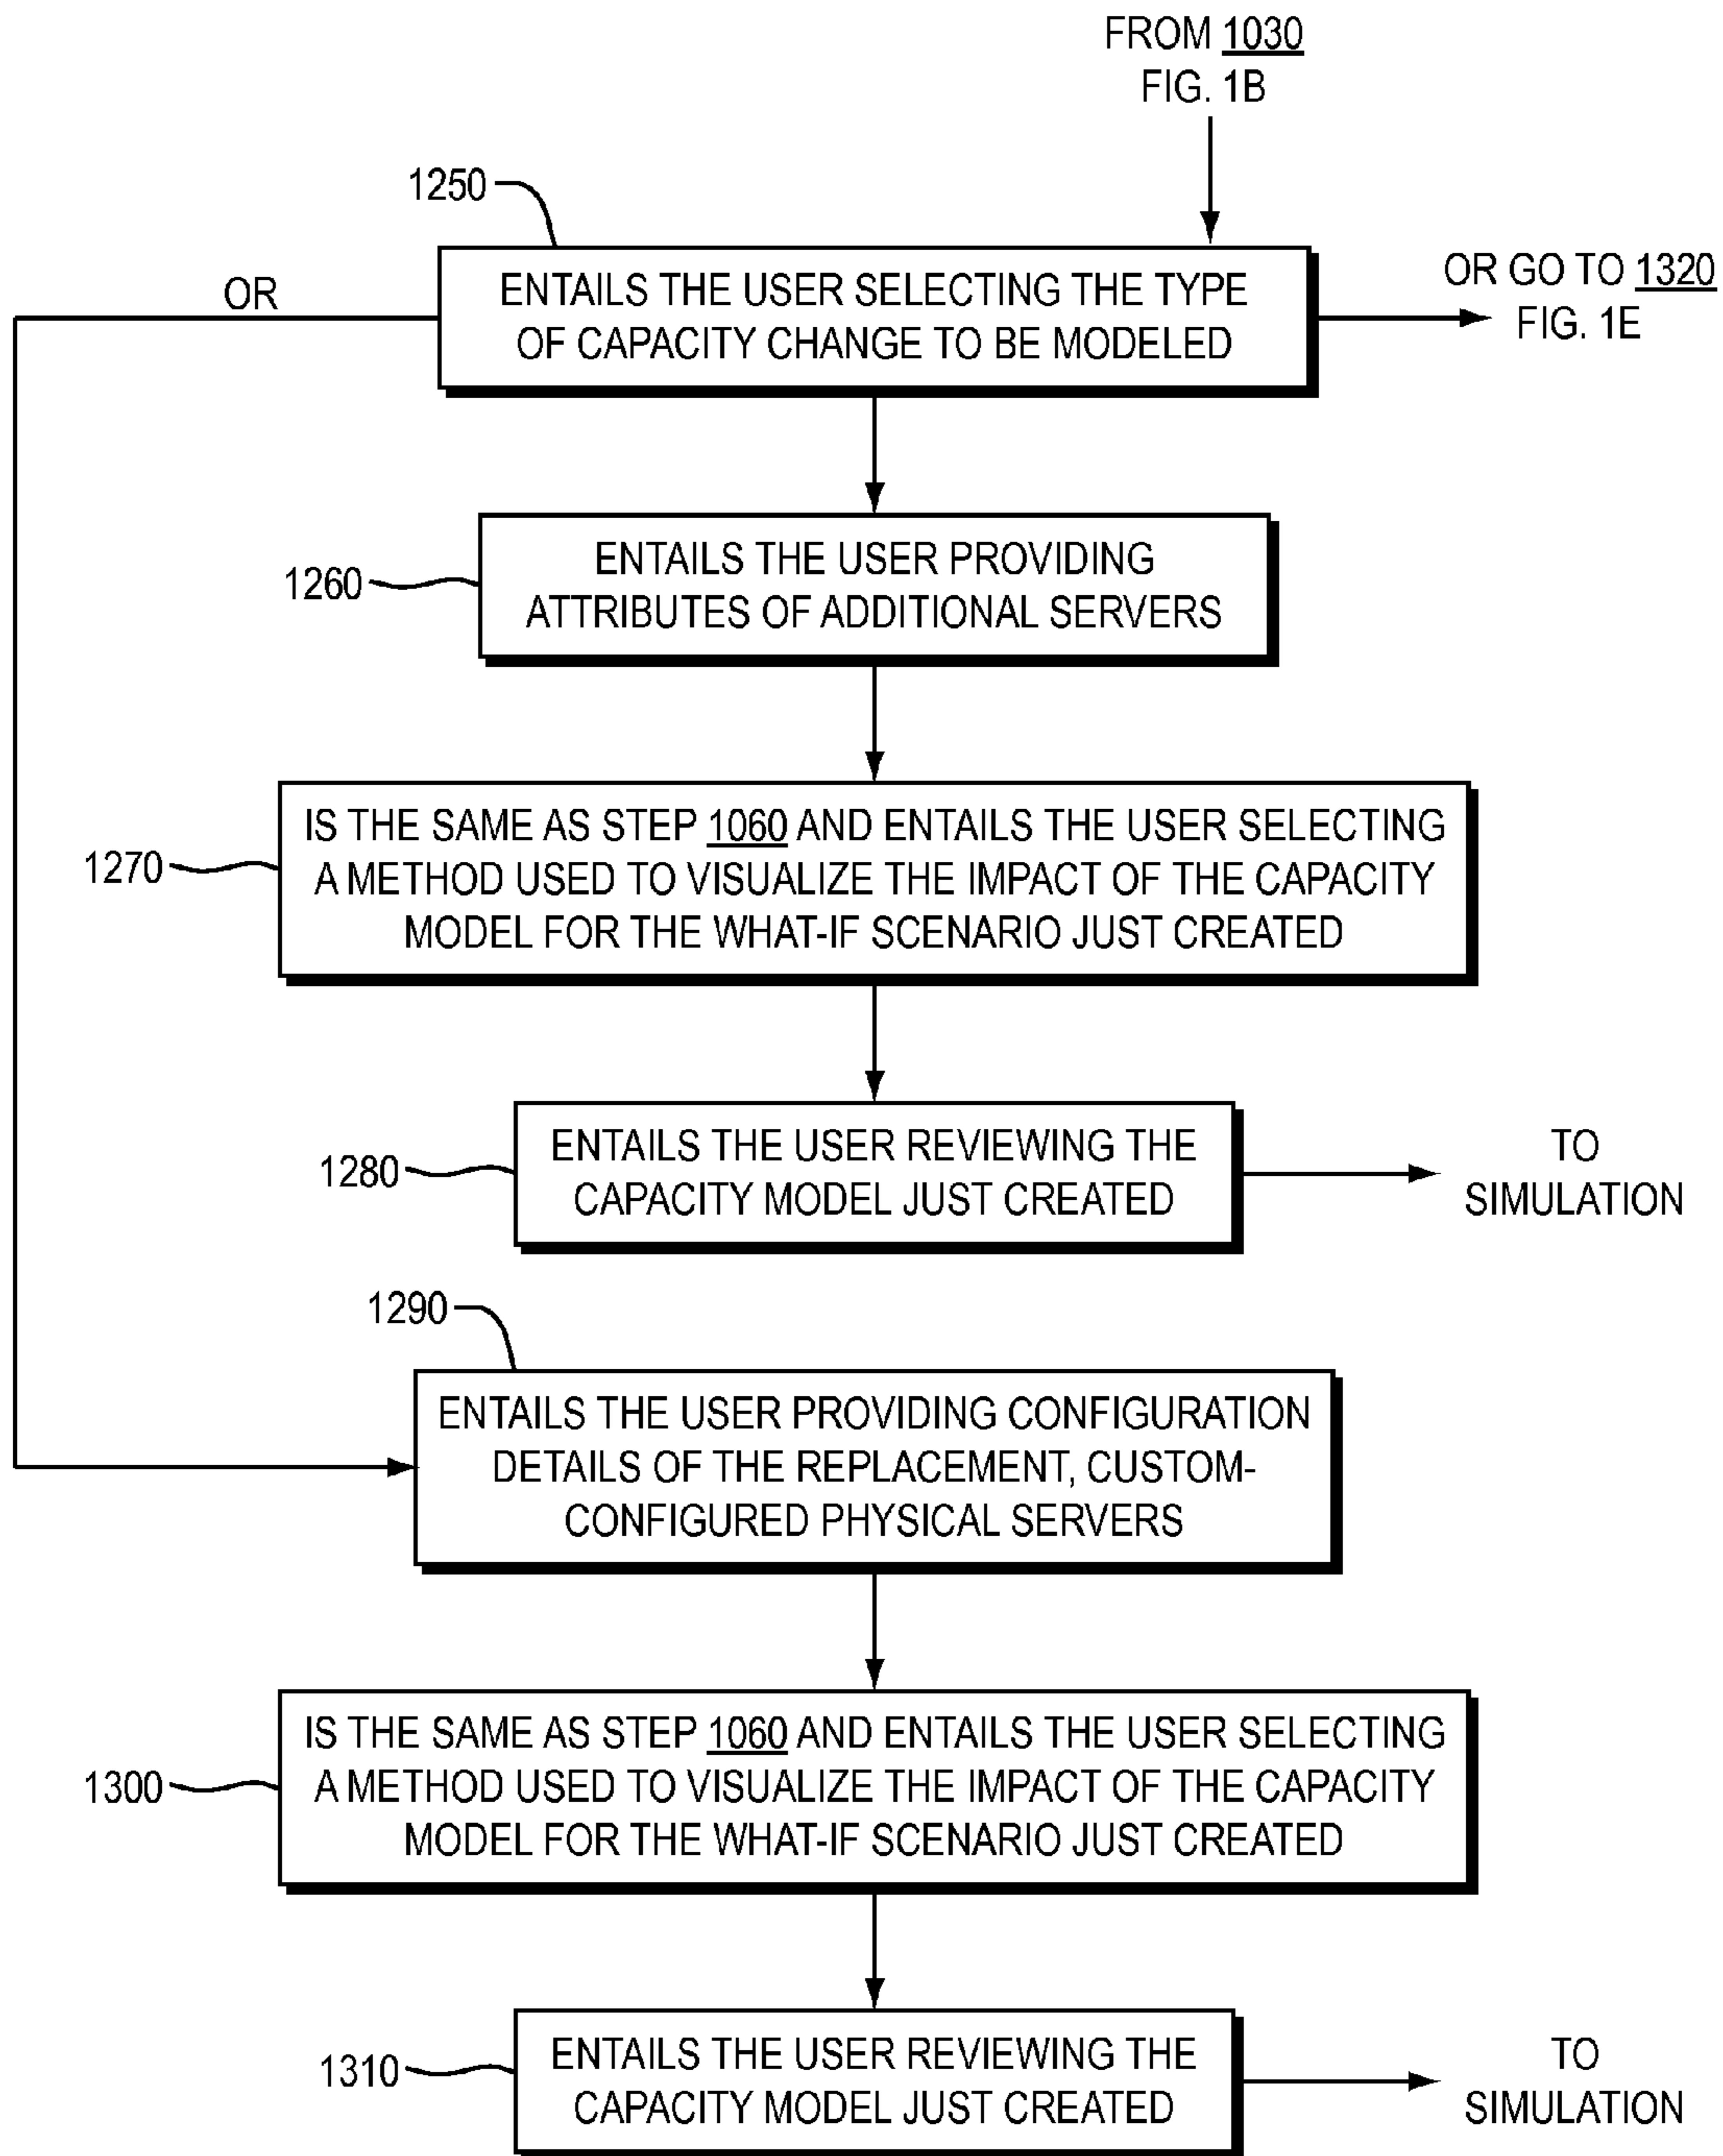 FROM 1030
FIG. 1B
1250
OR
ENTAILS THE USER SELECTING THE TYPE
OF CAPACITY CHANGE TO BE MODELED
OR GO TO 1320
FIG. 1E
1260
ENTAILS THE USER PROVIDING
ATTRIBUTES OF ADDITIONAL SERVERS
1270
IS THE SAME AS STEP 1060 AND ENTAILS THE USER SELECTING
A METHOD USED TO VISUALIZE THE IMPACT OF THE CAPACITY
MODEL FOR THE WHAT-IF SCENARIO JUST CREATED
1280
ENTAILS THE USER REVIEWING THE
CAPACITY MODEL JUST CREATED
TO
SIMULATION
1290
ENTAILS THE USER PROVIDING CONFIGURATION
DETAILS OF THE REPLACEMENT, CUSTOM-
CONFIGURED PHYSICAL SERVERS
1300
IS THE SAME AS STEP 1060 AND ENTAILS THE USER SELECTING
A METHOD USED TO VISUALIZE THE IMPACT OF THE CAPACITY
MODEL FOR THE WHAT-IF SCENARIO JUST CREATED
1310
ENTAILS THE USER REVIEWING THE
CAPACITY MODEL JUST CREATED
TO
SIMULATION